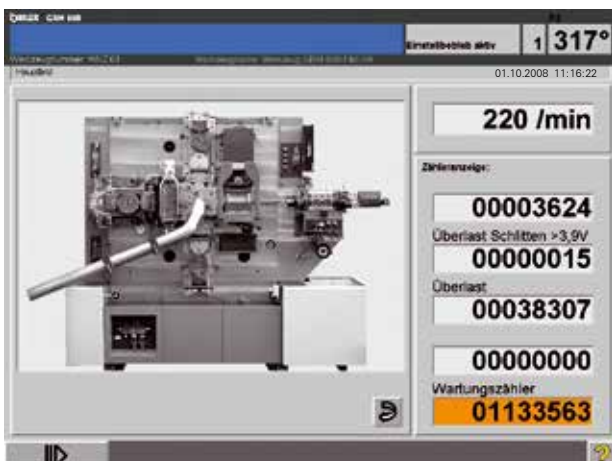 Einstellbetrieb aktiv
1 317°
Hauptbild
01.10.2008 11:16:22
220 /min
Zähleranzeige:
00003624
Überlast Schlitten >3,9V
00000015
Überlast
00038307
00000000
Wartungszähler
01133563
?